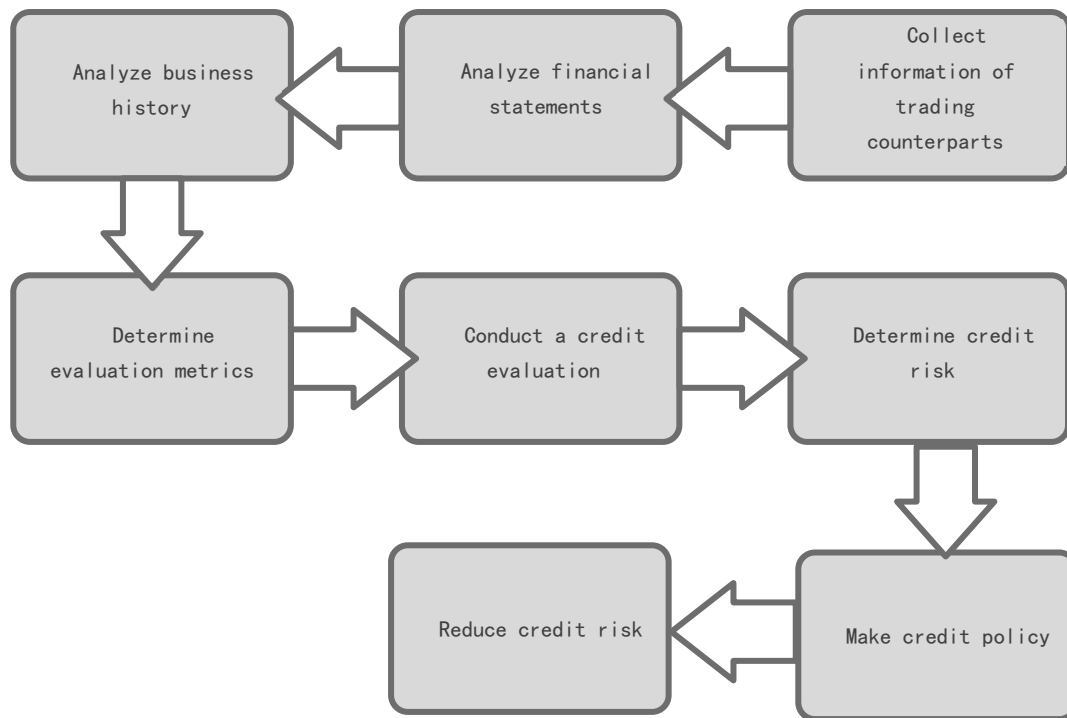 Analyze business
history
Analyze financial
statements
Collect
information of
trading
counterparts
Determine
evaluation metrics
Conduct a credit
evaluation
Determine credit
risk
Reduce credit risk
Make credit policy